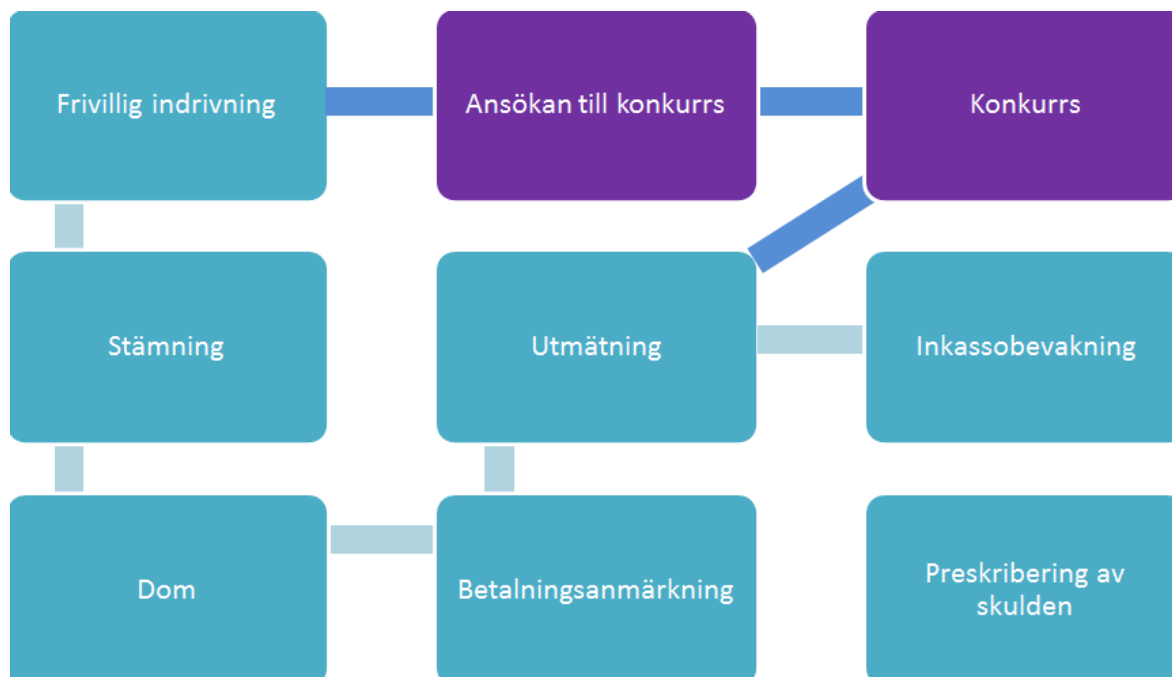 Frivillig indrivning
Ansökan till konkurrs
Konkurrs
Stämning
Utmätning
Inkassobevakning
Dom
Betalningsanmärkning
Preskribering av
skulden